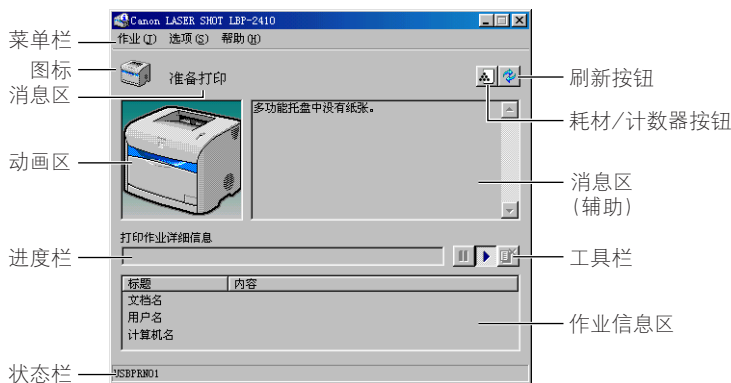 Canon LASER SHOT LBP-2410
菜单栏
作业(J) 选项(S) 帮助(H)
图标
准备打印
刷新按钮
消息区
多功能托盘中没有纸张。
耗材/计数器按钮
动画区
消息区
(辅助)
打印作业详细信息
进度栏
工具栏
标题 内容
文档名
用户名
作业信息区
计算机名
状态栏
USBPRN01